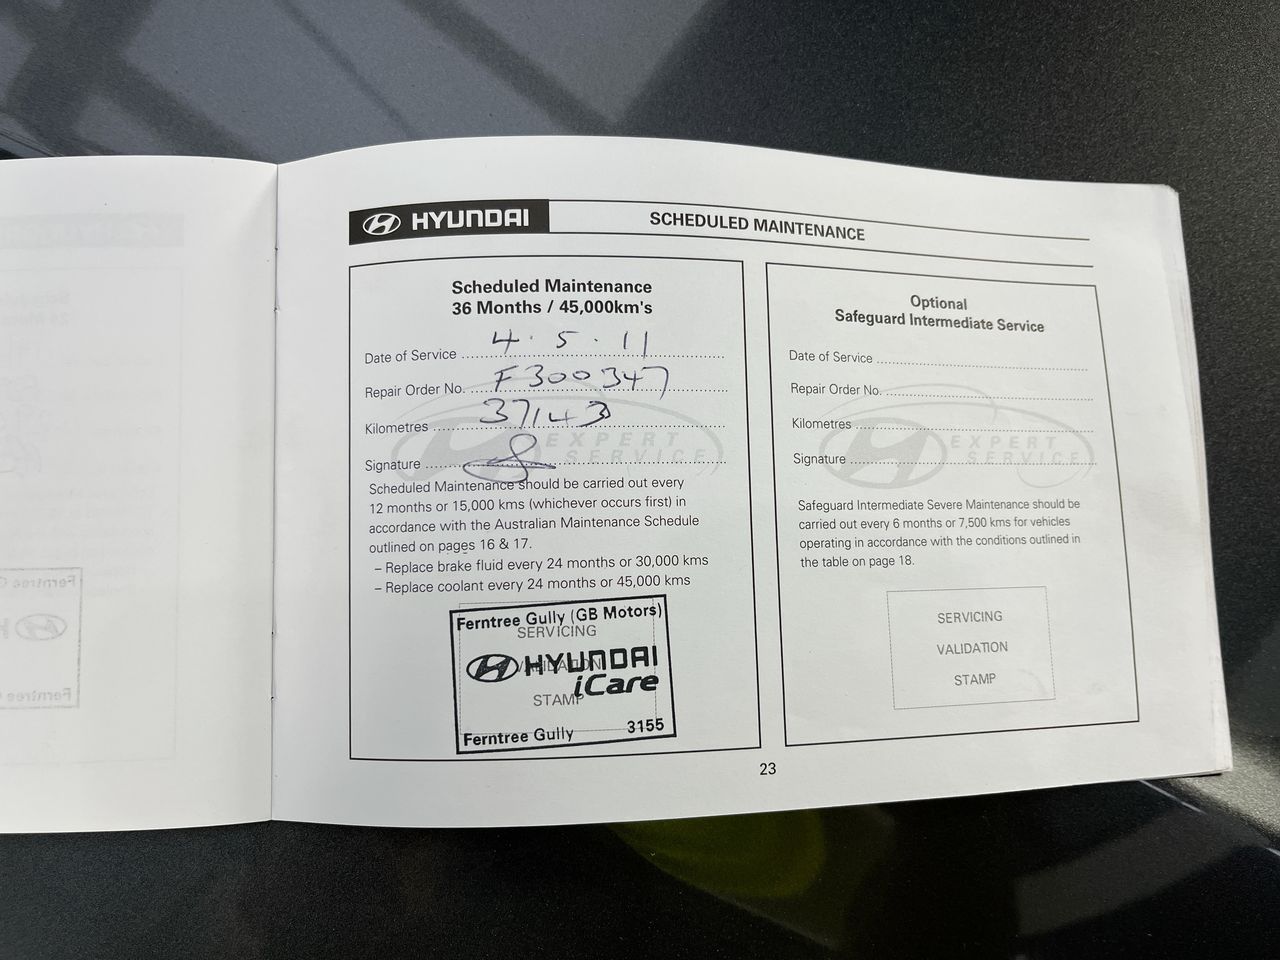 HYUNDAI
SCHEDULED MAINTENANCE
Scheduled Maintenance
36 Months / 45,000km's
Date of Service 4.5.11
Repair Order No. F300347
Kilometres 37143
Signature
EXPERT
SERVICE
Scheduled Maintenance should be carried out every
12 months or 15,000 kms (whichever occurs first) in
accordance with the Australian Maintenance Schedule
outlined on pages 16 & 17.
– Replace brake fluid every 24 months or 30,000 kms
– Replace coolant every 24 months or 45,000 kms
Ferntree Gully (GB Motors)
SERVICING
VALIDATION
HYUNDAI
iCare
STAMP
Ferntree Gully 3155
Optional
Safeguard Intermediate Service
Date of Service
Repair Order No.
Kilometres
Signature
EXPERT
SERVICE
Safeguard Intermediate Severe Maintenance should be
carried out every 6 months or 7,500 kms for vehicles
operating in accordance with the conditions outlined in
the table on page 18.
SERVICING
VALIDATION
STAMP
23